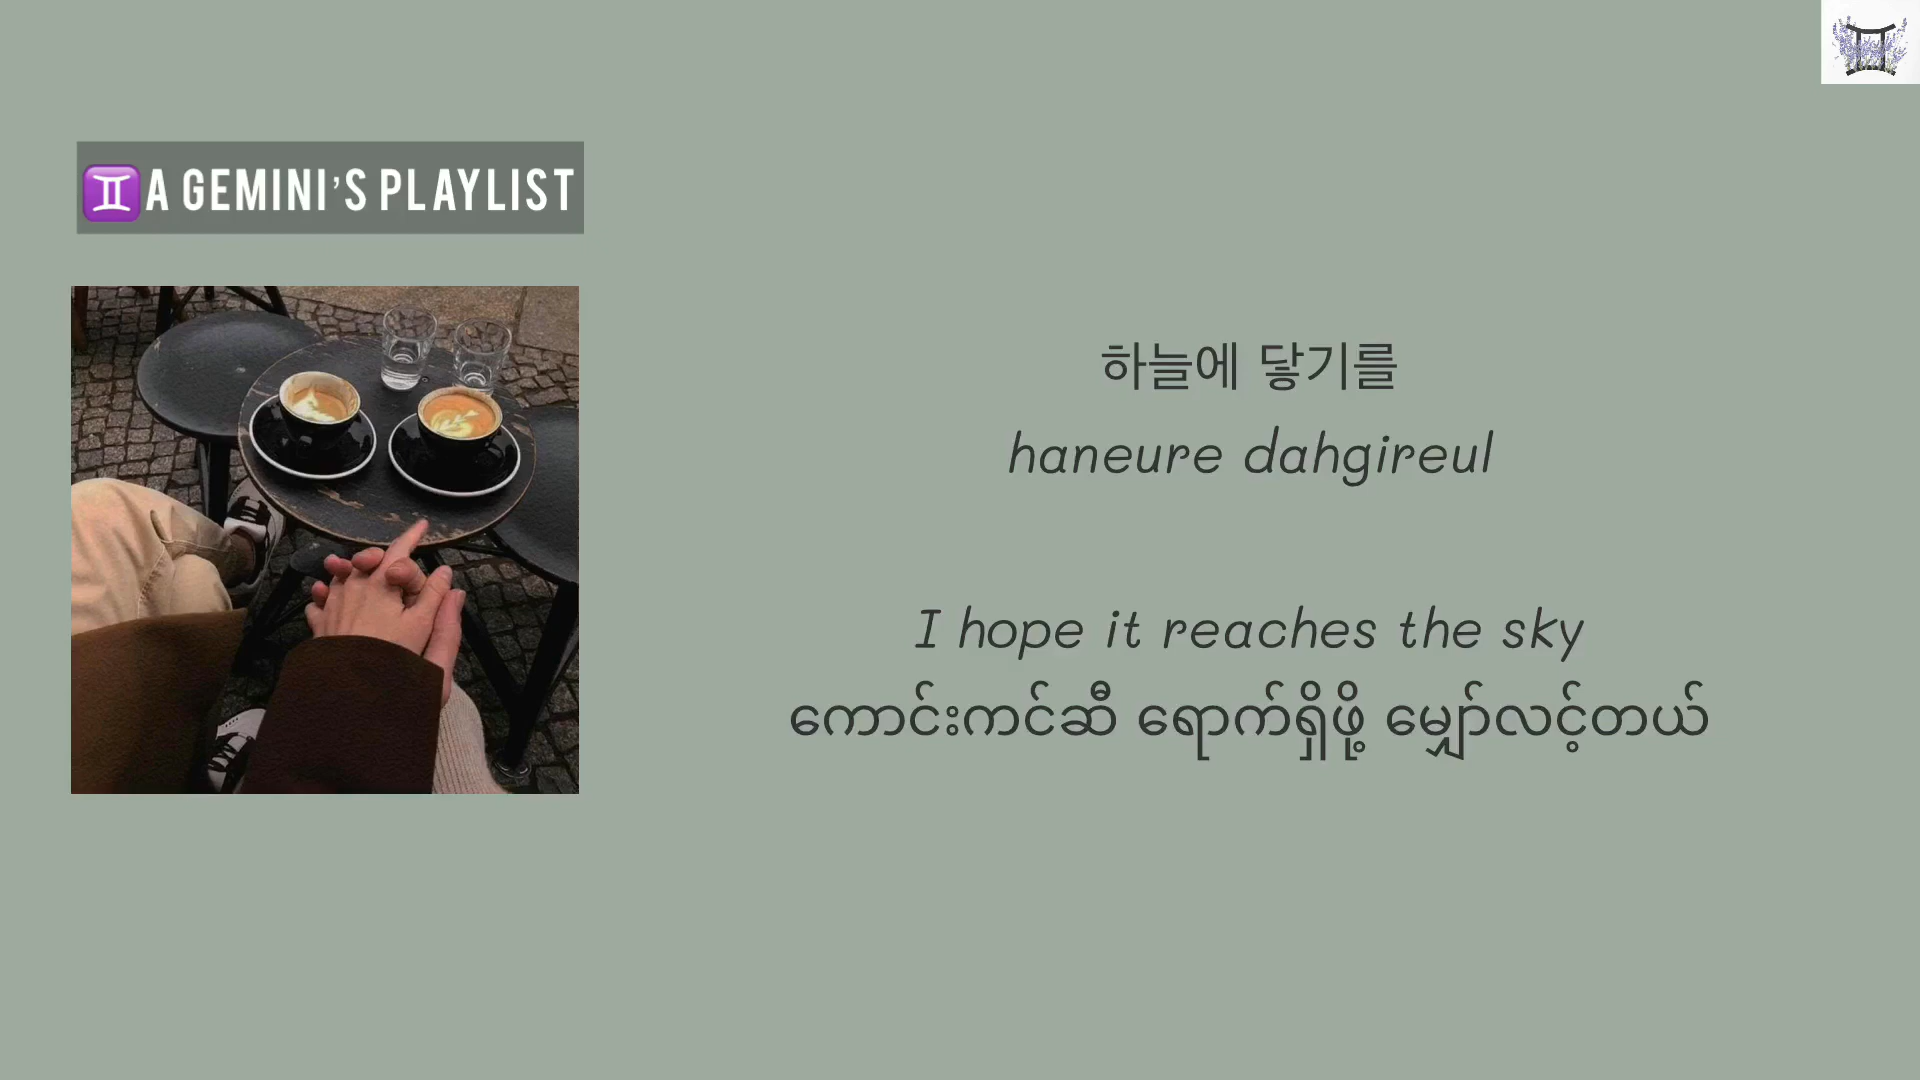 ♊A GEMINI'S PLAYLIST
하늘에 닿기를
haneure dahgireul
I hope it reaches the sky
ကောင်းကင်ဆီ ရောက်ရှိဖို့ မျှော်လင့်တယ်